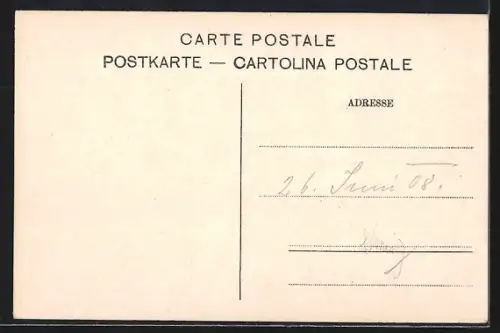 CARTE POSTALE
POSTKARTE — CARTOLINA POSTALE
ADRESSE
26. Juni 08.